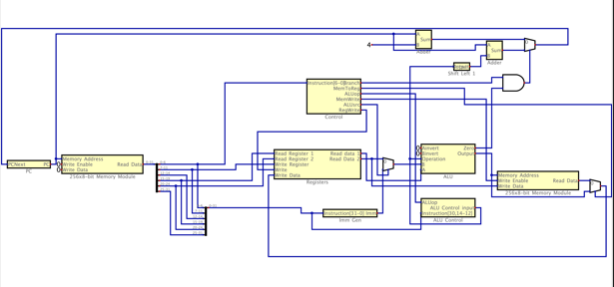 A
Sum
B
4
Adder
A
Sum
B
Adder
Shift Left 1
Instruction[6-0]
Branch
MemToReg
ALUop
MemWrite
ALUSrc
RegWrite
Control
PCNext
PC
PC
Memory Address
Write Enable
Read Data
Write Data
256x8-bit Memory Module
Read Register 1
Read data 1
Read Register 2
Read Data 2
Write Register
Write
Write Data
Registers
Ainvert
Zero
Binvert
Output
Operation
A
B
ALU
Instruction[31-0]
Imm
Imm Gen
ALUop
ALU Control Input
Instruction[30,14-12]
ALU Control
Memory Address
Write Enable
Read Data
Write Data
256x8-bit Memory Module